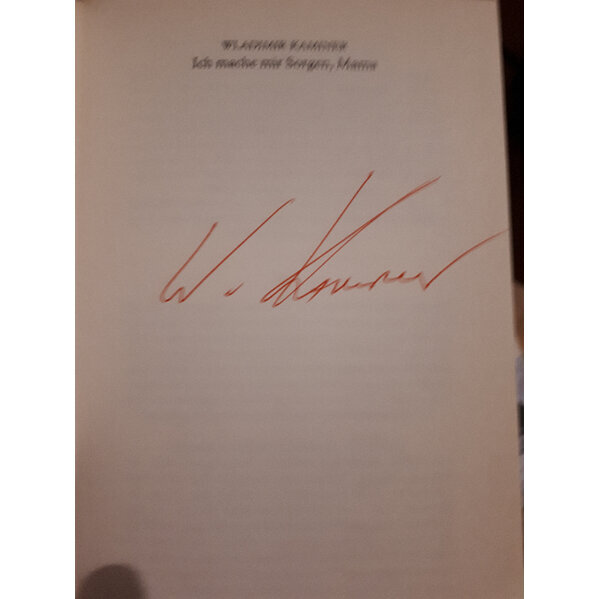 WLADIMIR KAMINER
Ich mache mir Sorgen, Mama
W. Kaminer